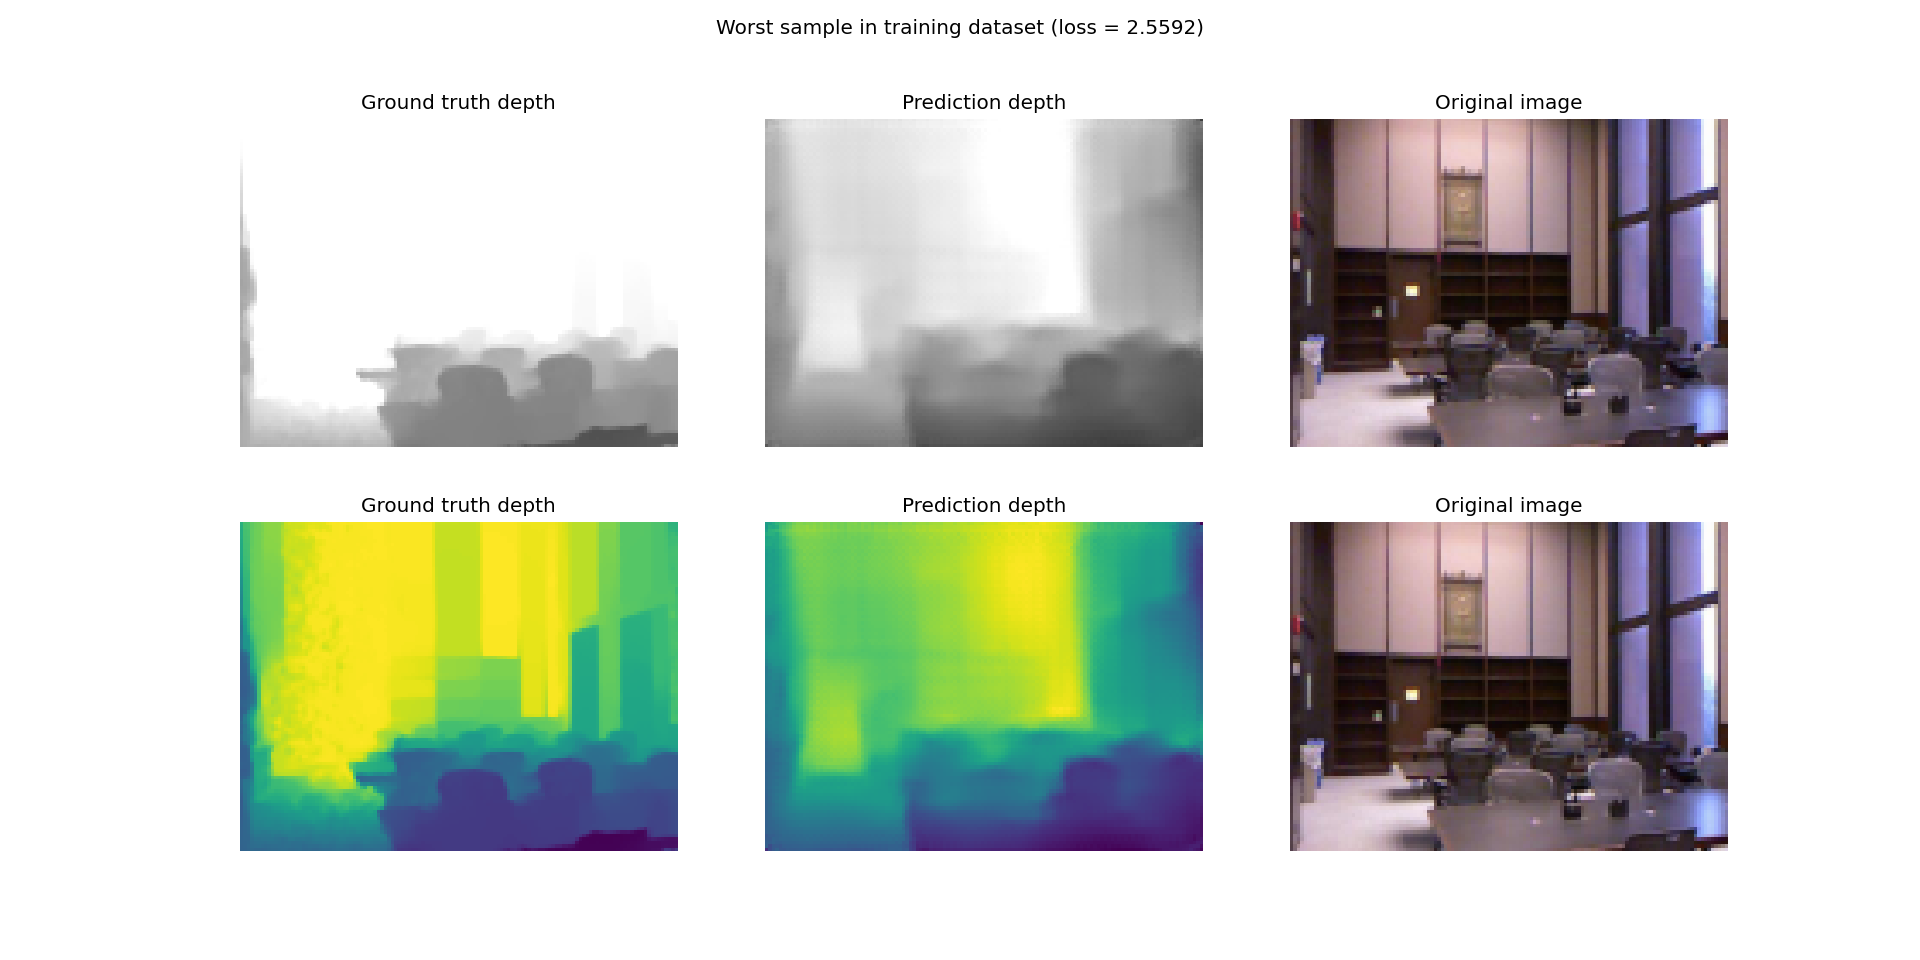 Worst sample in training dataset (loss = 2.5592)
Ground truth depth
Prediction depth
Original image
Ground truth depth
Prediction depth
Original image